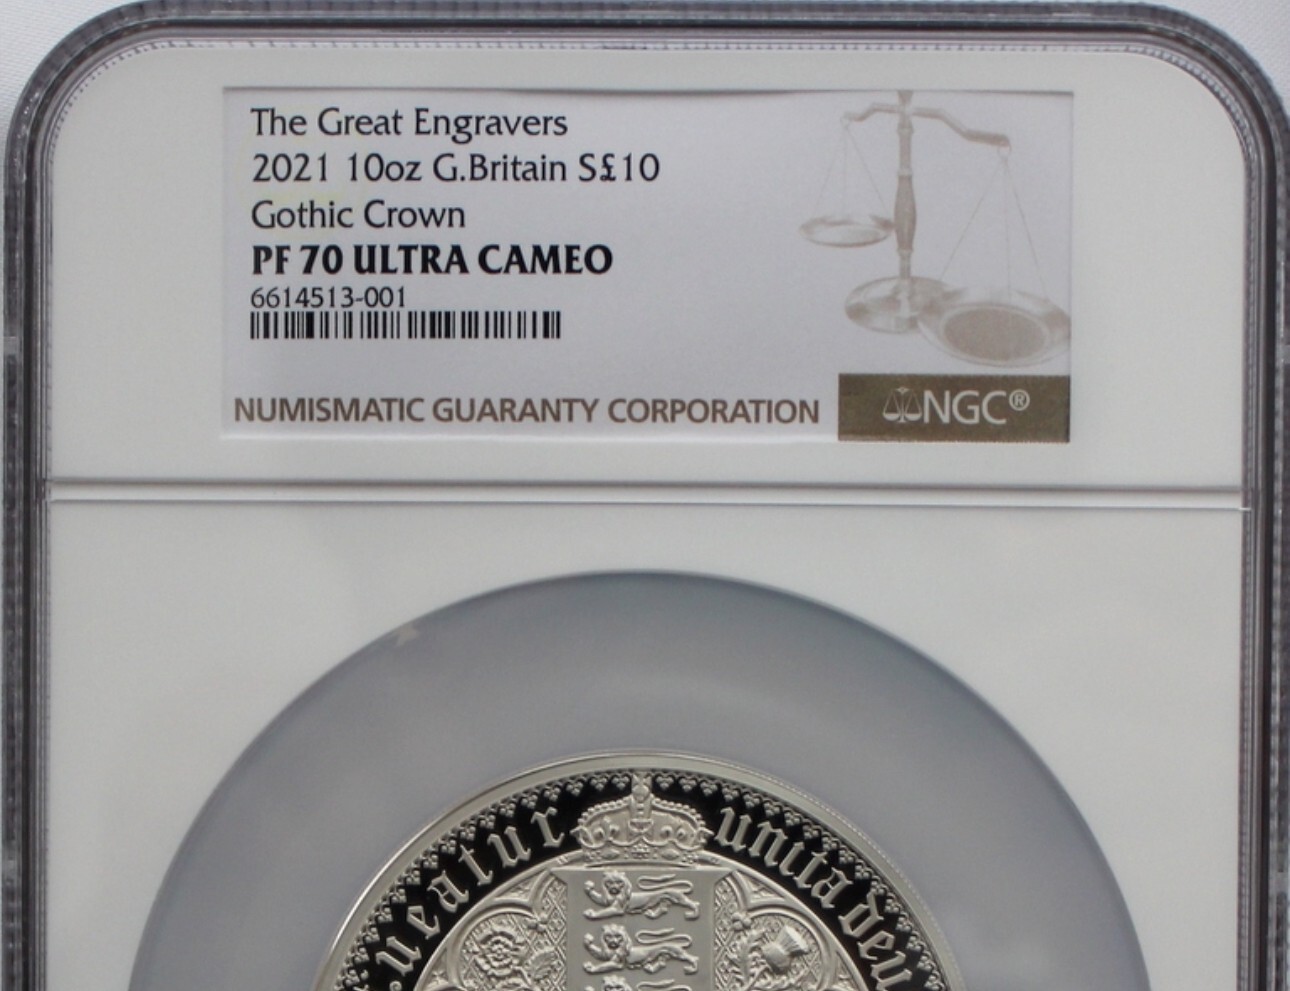 The Great Engravers
2021 10oz G.Britain S£10
Gothic Crown
PF 70 ULTRA CAMEO
6614513-001
NUMISMATIC GUARANTY CORPORATION
NGC®
tueatur unita deu